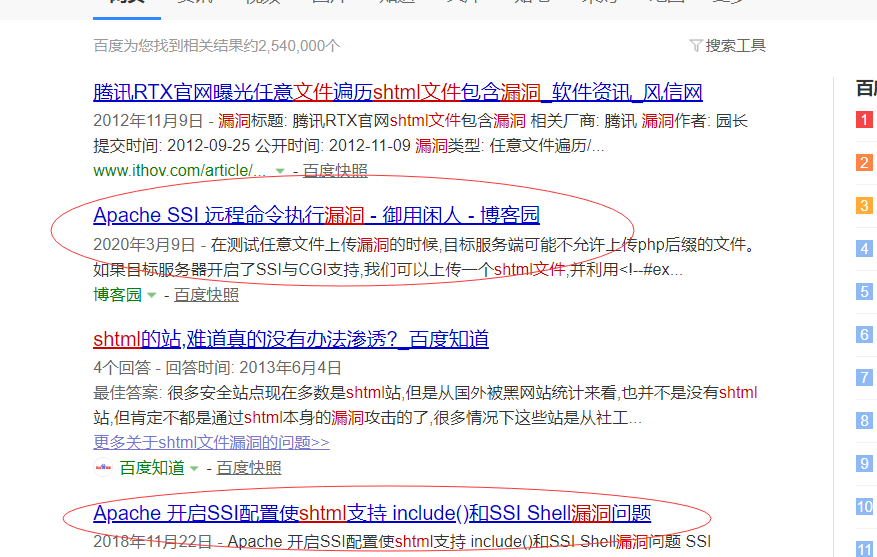 百度为您找到相关结果约2,540,000个
搜索工具
腾讯RTX官网曝光任意文件遍历shtml文件包含漏洞_软件资讯_风信网
2012年11月9日 - 漏洞标题: 腾讯RTX官网shtml文件包含漏洞 相关厂商: 腾讯 漏洞作者: 园长
提交时间: 2012-09-25 公开时间: 2012-11-09 漏洞类型: 任意文件遍历/...
www.ithov.com/article/... - 百度快照
Apache SSI 远程命令执行漏洞 - 御用闲人 - 博客园
2020年3月9日 - 在测试任意文件上传漏洞的时候,目标服务端可能不允许上传php后缀的文件。
如果目标服务器开启了SSI与CGI支持,我们可以上传一个shtml文件,并利用<!--#ex...
博客园 - 百度快照
shtml的站,难道真的没有办法渗透?_百度知道
4个回答 - 回答时间: 2013年6月4日
最佳答案: 很多安全站点现在多数是shtml站,但是从国外被黑网站统计来看,也并不是没有shtml
站,但肯定不都是通过shtml本身的漏洞攻击的了,很多情况下这些站是从社工...
更多关于shtml文件漏洞的问题>>
百度知道 - 百度快照
Apache 开启SSI配置使shtml支持 include()和SSI Shell漏洞问题
2018年11月22日 - Apache 开启SSI配置使shtml支持 include()和SSI Shell漏洞问题 SSI
1
2
3
4
5
6
7
8
9
10
11